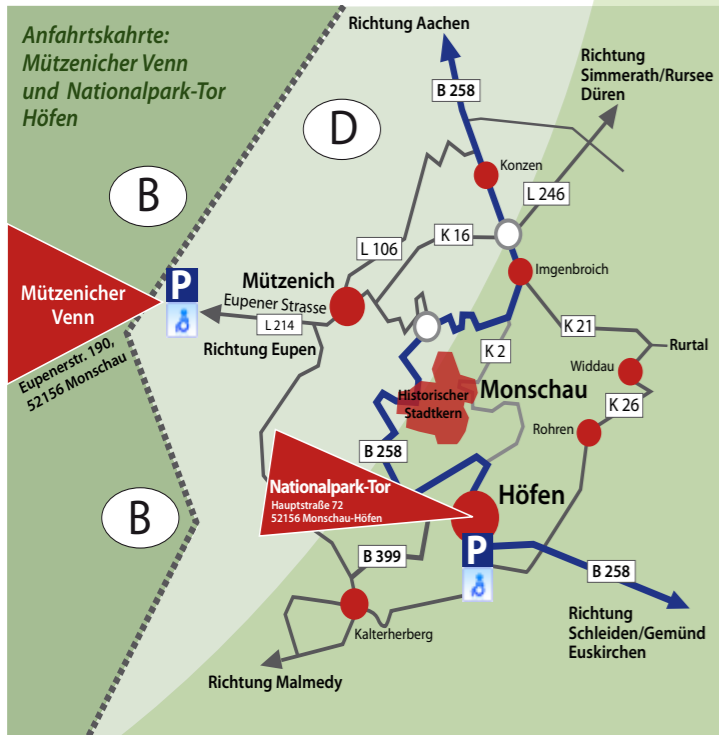 Anfahrtskahrte:
Mützenicher Venn
und Nationalpark-Tor
Höfen
Richtung Aachen
Richtung
Simmerath/Rursee
Düren
B 258
D
B
Konzen
L 246
K 16
L 106
Imgenbroich
Mützenicher
Venn
P
Mützenich
Eupener Strasse
L 214
Richtung Eupen
Eupenerstr. 190,
52156 Monschau
K 21
K 2
Rurtal
Widdau
K 26
Historischer
Stadtkern
Monschau
Rohren
B 258
Nationalpark-Tor
Hauptstraße 72
52156 Monschau-Höfen
Höfen
B
P
B 399
B 258
Kalterherberg
Richtung
Schleiden/Gemünd
Euskirchen
Richtung Malmedy